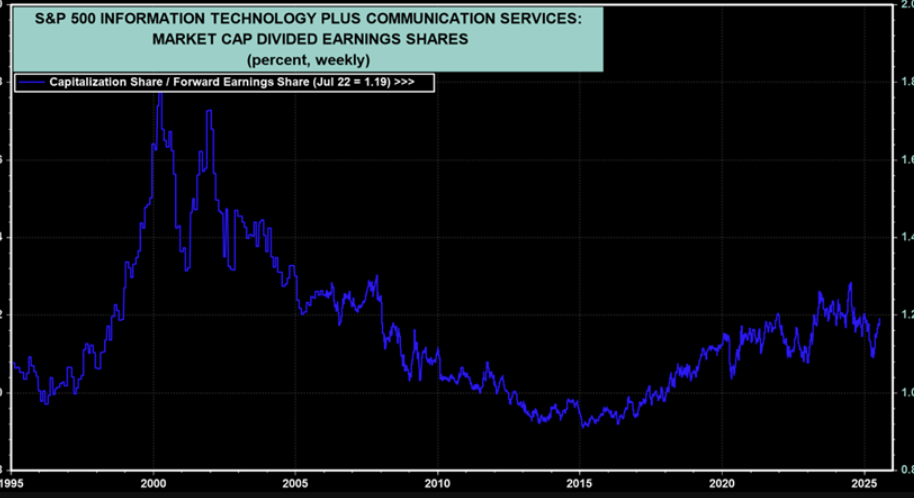 S&P 500 INFORMATION TECHNOLOGY PLUS COMMUNICATION SERVICES:
MARKET CAP DIVIDED EARNINGS SHARES
(percent, weekly)
Capitalization Share / Forward Earnings Share (Jul 22 = 1.19) >>>
2.0
1.8
1.6
1.4
1.2
1.0
0.8
1995 2000 2005 2010 2015 2020 2025